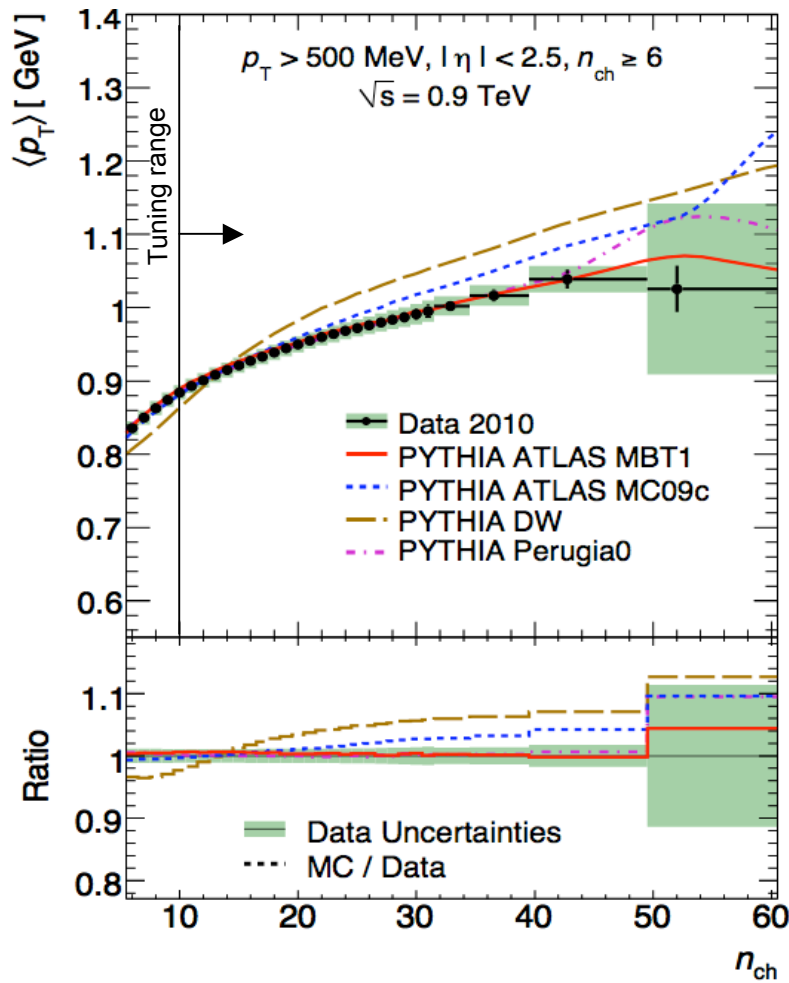 1.4
1.3
1.2
1.1
1
0.9
0.8
0.7
0.6
⟨p_T⟩ [ GeV]
Tuning range
p_T > 500 MeV, | η | < 2.5, n_ch ≥ 6
√s = 0.9 TeV
Data 2010
PYTHIA ATLAS MBT1
PYTHIA ATLAS MC09c
PYTHIA DW
PYTHIA Perugia0
1.1
1
0.9
0.8
Ratio
Data Uncertainties
MC / Data
10 20 30 40 50 60
n_ch